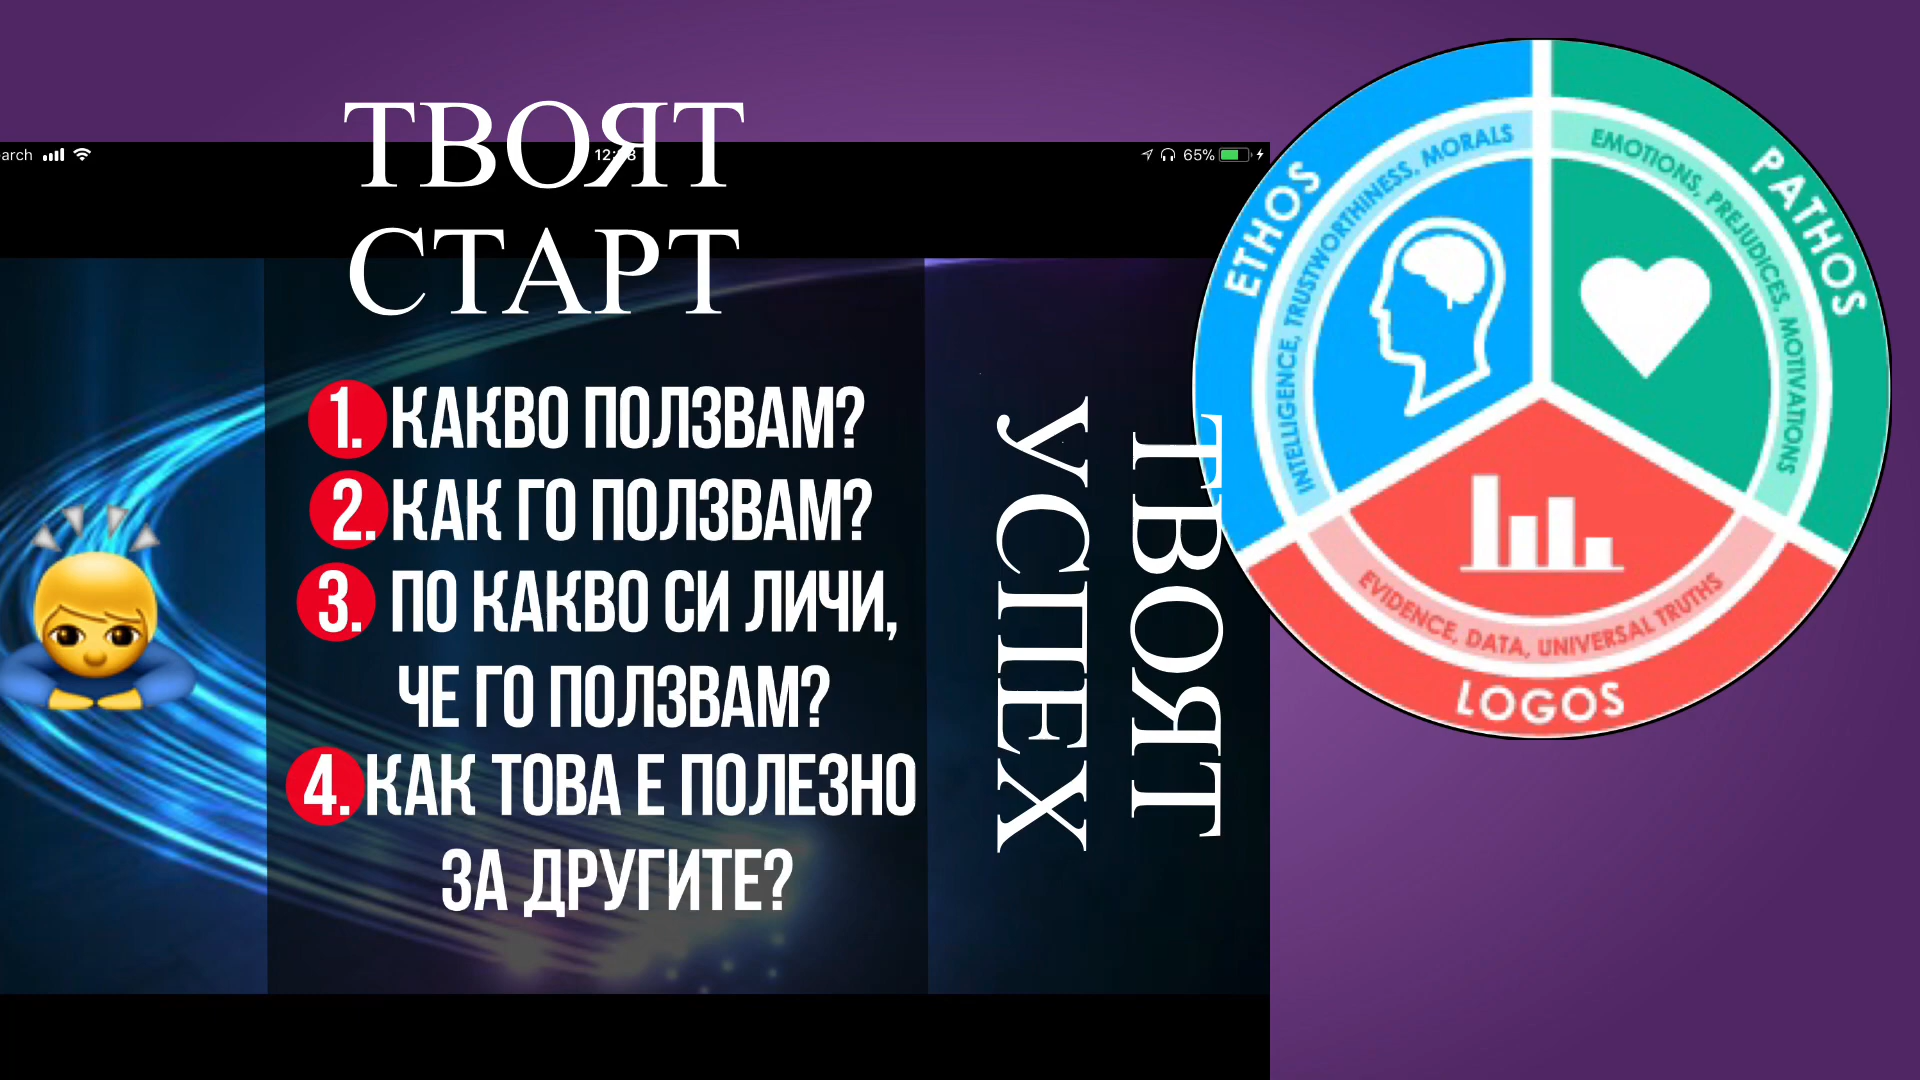 ТВОЯТ
СТАРТ
arch
65%
1. КАКВО ПОЛЗВАМ?
2. КАК ГО ПОЛЗВАМ?
3. ПО КАКВО СИ ЛИЧИ,
ЧЕ ГО ПОЛЗВАМ?
4. КАК ТОВА Е ПОЛЕЗНО
ЗА ДРУГИТЕ?
ТВОЯТ
УСПЕХ
ETHOS
INTELLIGENCE, TRUSTWORTHINESS, MORALS
PATHOS
EMOTIONS, PREJUDICES, MOTIVATIONS
EVIDENCE, DATA, UNIVERSAL TRUTHS
LOGOS